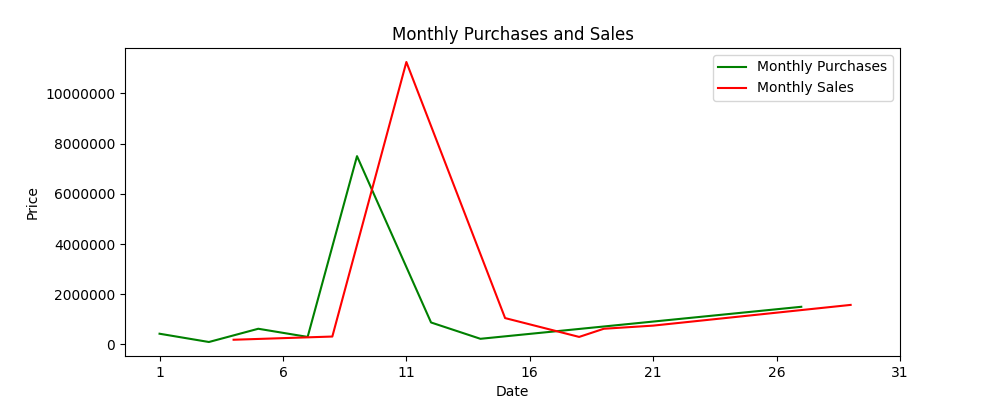 Monthly Purchases and Sales
Monthly Purchases
Monthly Sales
10000000
8000000
6000000
4000000
2000000
0
Price
1 6 11 16 21 26 31
Date